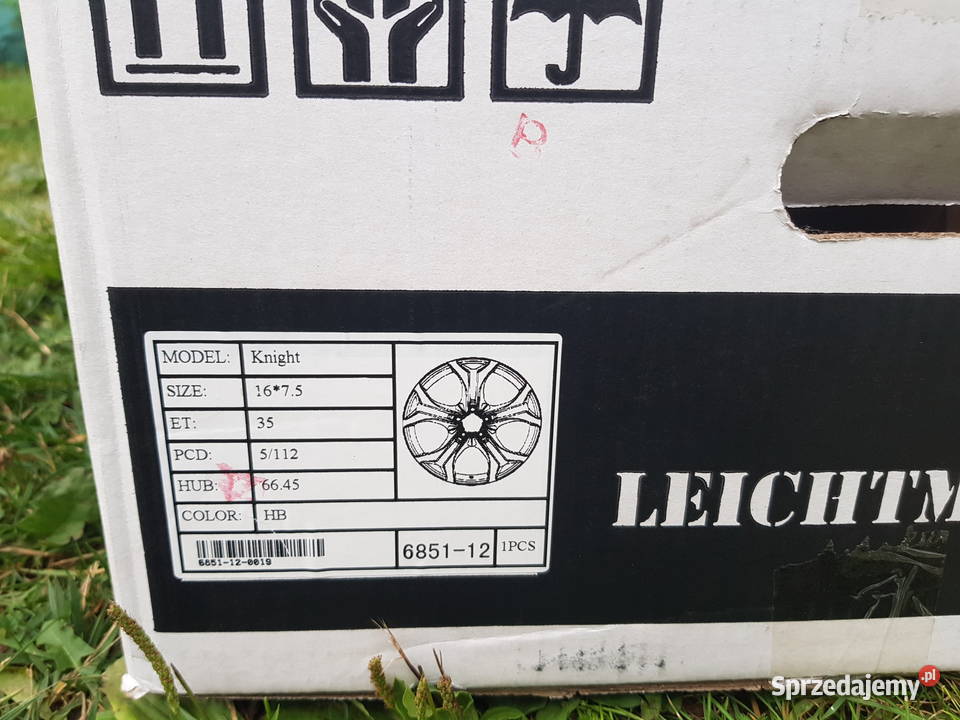 MODEL: Knight
SIZE: 16*7.5
ET: 35
PCD: 5/112
HUB: 66.45
COLOR: HB
6851-12-0019
6851-12
1PCS
LEICHTM
Sprzedajemy.pl